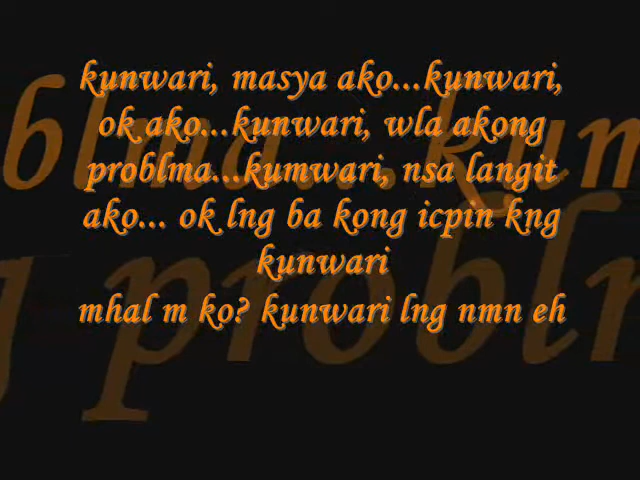 kunwari, masya ako...kunwari,
ok ako...kunwari, wla akong
problma...kumwari, nsa langit
ako... ok lng ba kong icpin kng
kunwari
mhal m ko? kunwari lng nmn eh